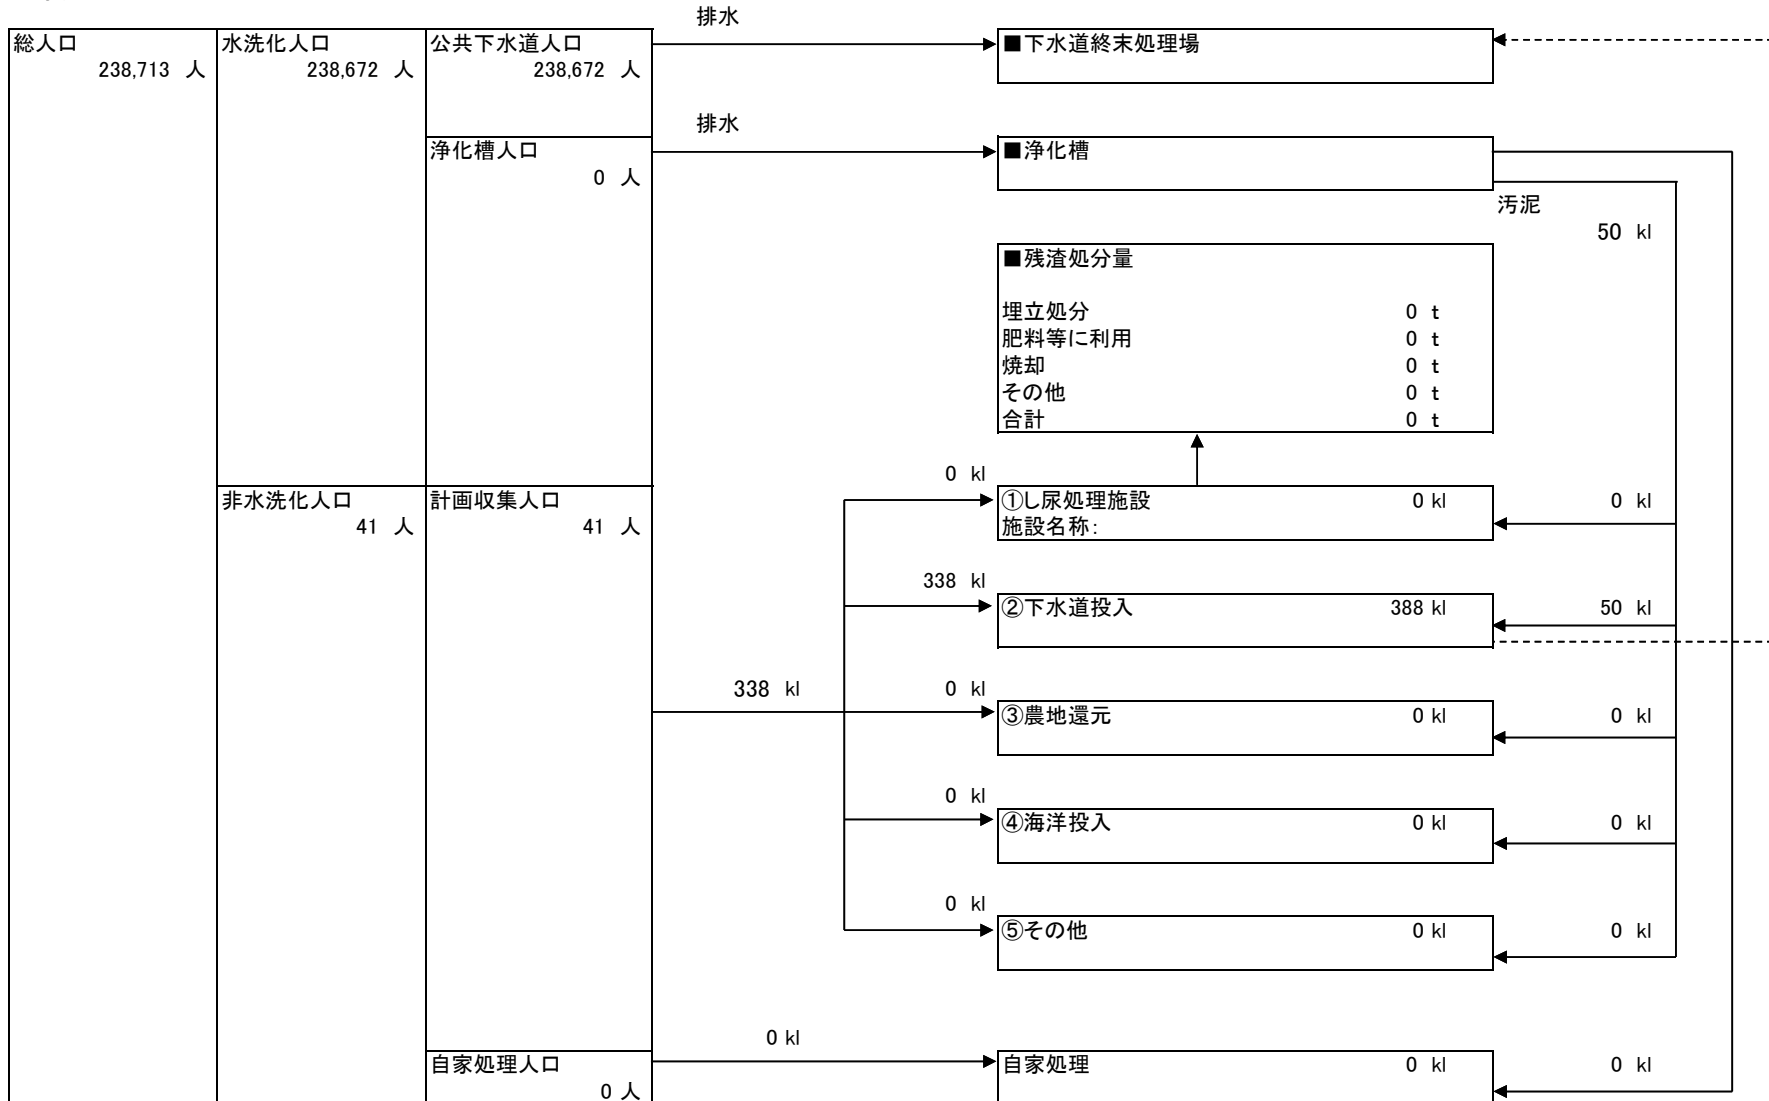 排水
総人口 水洗化人口 公共下水道人口 ■下水道終末処理場
238,713 人 238,672 人 238,672 人
排水
浄化槽人口 ■浄化槽
0 人
汚泥
50 kl
■残渣処分量
埋立処分 0 t
肥料等に利用 0 t
焼却 0 t
その他 0 t
合計 0 t
0 kl
非水洗化人口 計画収集人口 ①し尿処理施設 0 kl 0 kl
41 人 41 人 施設名称:
338 kl
②下水道投入 388 kl 50 kl
338 kl 0 kl
③農地還元 0 kl 0 kl
0 kl
④海洋投入 0 kl 0 kl
0 kl
⑤その他 0 kl 0 kl
0 kl
自家処理人口 自家処理 0 kl 0 kl
0 人